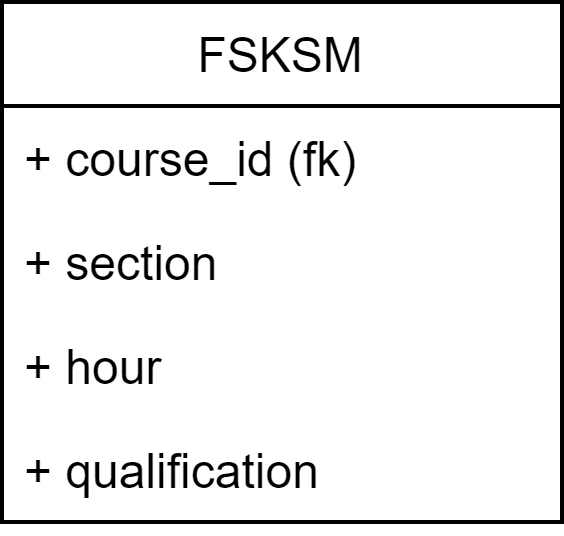 FSKSM
+ course_id (fk)
+ section
+ hour
+ qualification